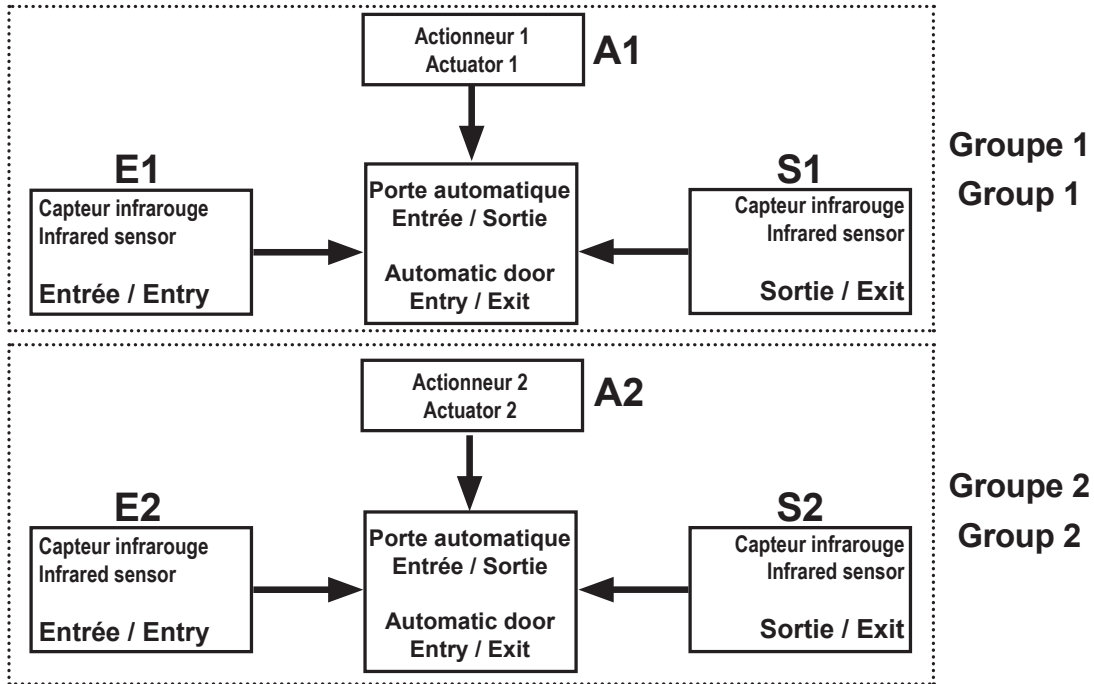 Actionneur 1
Actuator 1
A1
E1
Capteur infrarouge
Infrared sensor
Entrée / Entry
Porte automatique
Entrée / Sortie
Automatic door
Entry / Exit
S1
Capteur infrarouge
Infrared sensor
Sortie / Exit
Groupe 1
Group 1
Actionneur 2
Actuator 2
A2
E2
Capteur infrarouge
Infrared sensor
Entrée / Entry
Porte automatique
Entrée / Sortie
Automatic door
Entry / Exit
S2
Capteur infrarouge
Infrared sensor
Sortie / Exit
Groupe 2
Group 2